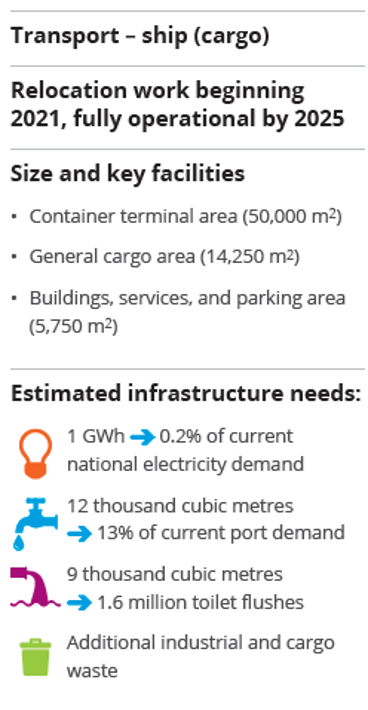 Transport – ship (cargo)
Relocation work beginning
2021, fully operational by 2025
Size and key facilities
• Container terminal area (50,000 m²)
• General cargo area (14,250 m²)
• Buildings, services, and parking area
(5,750 m²)
Estimated infrastructure needs:
1 GWh ➔ 0.2% of current
national electricity demand
12 thousand cubic metres
➔ 13% of current port demand
9 thousand cubic metres
➔ 1.6 million toilet flushes
Additional industrial and cargo
waste